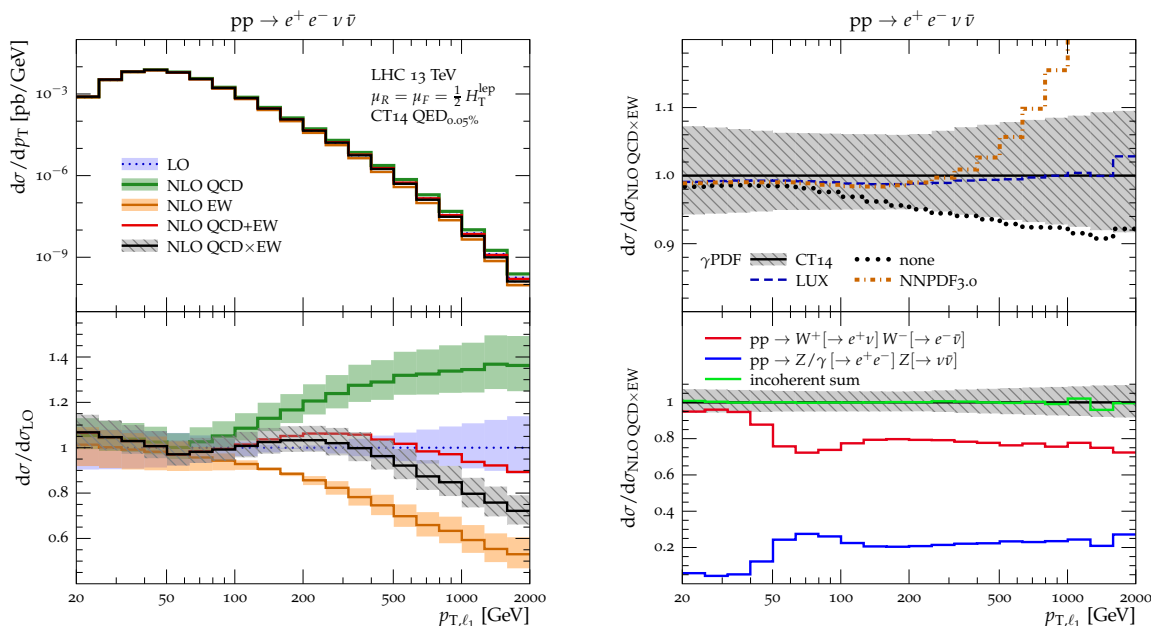 pp → e⁺ e⁻ ν ν̄
dσ/dp_T [pb/GeV]
10⁻³
10⁻⁶
10⁻⁹
LHC 13 TeV
μ_R = μ_F = ½ H_T^lep
CT14 QED_0.05%
LO
NLO QCD
NLO EW
NLO QCD+EW
NLO QCD×EW
dσ/dσ_LO
1.4
1.2
1
0.8
0.6
20 50 100 200 500 1000 2000
p_T,ℓ₁ [GeV]
pp → e⁺ e⁻ ν ν̄
dσ/dσ_NLO QCD×EW
1.1
1.0
0.9
γPDF CT14 none
LUX NNPDF3.0
dσ/dσ_NLO QCD×EW
pp → W⁺[→ e⁺ν] W⁻[→ e⁻ν̄]
pp → Z/γ [→ e⁺e⁻] Z[→ νν̄]
incoherent sum
1
0.8
0.6
0.4
0.2
20 50 100 200 500 1000 2000
p_T,ℓ₁ [GeV]